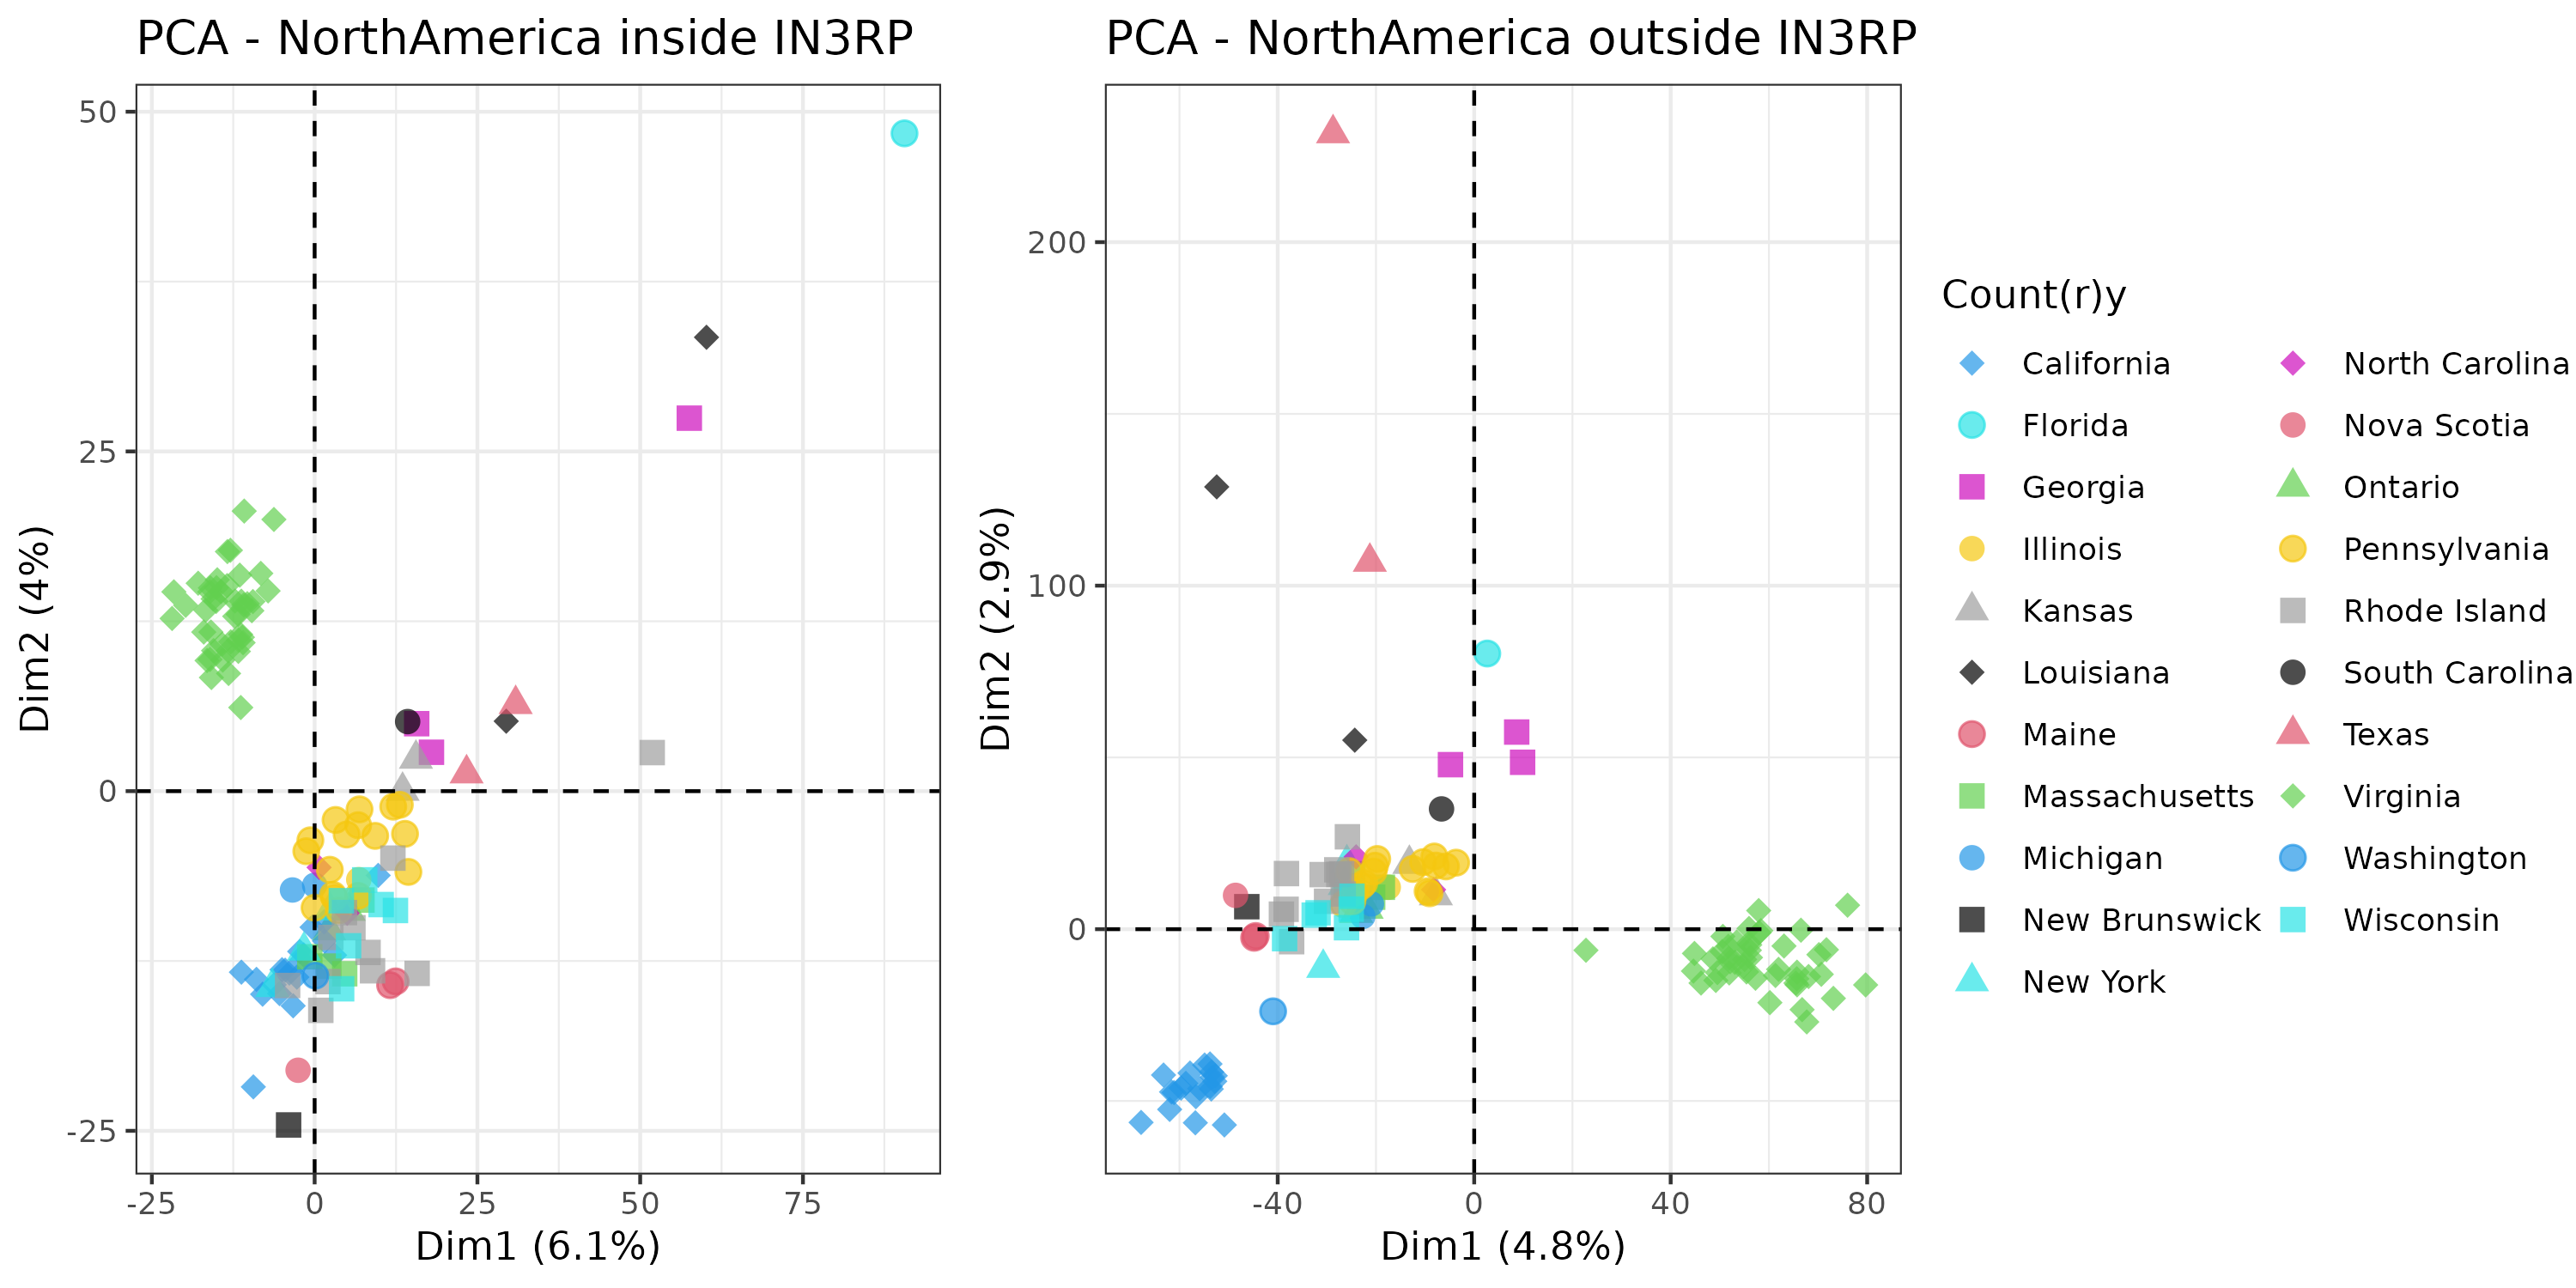 PCA - NorthAmerica inside IN3RP
50
25
0
-25
Dim2 (4%)
-25
0
25
50
75
Dim1 (6.1%)
PCA - NorthAmerica outside IN3RP
200
100
0
Dim2 (2.9%)
-40
0
40
80
Dim1 (4.8%)
Count(r)y
California
Florida
Georgia
Illinois
Kansas
Louisiana
Maine
Massachusetts
Michigan
New Brunswick
New York
North Carolina
Nova Scotia
Ontario
Pennsylvania
Rhode Island
South Carolina
Texas
Virginia
Washington
Wisconsin